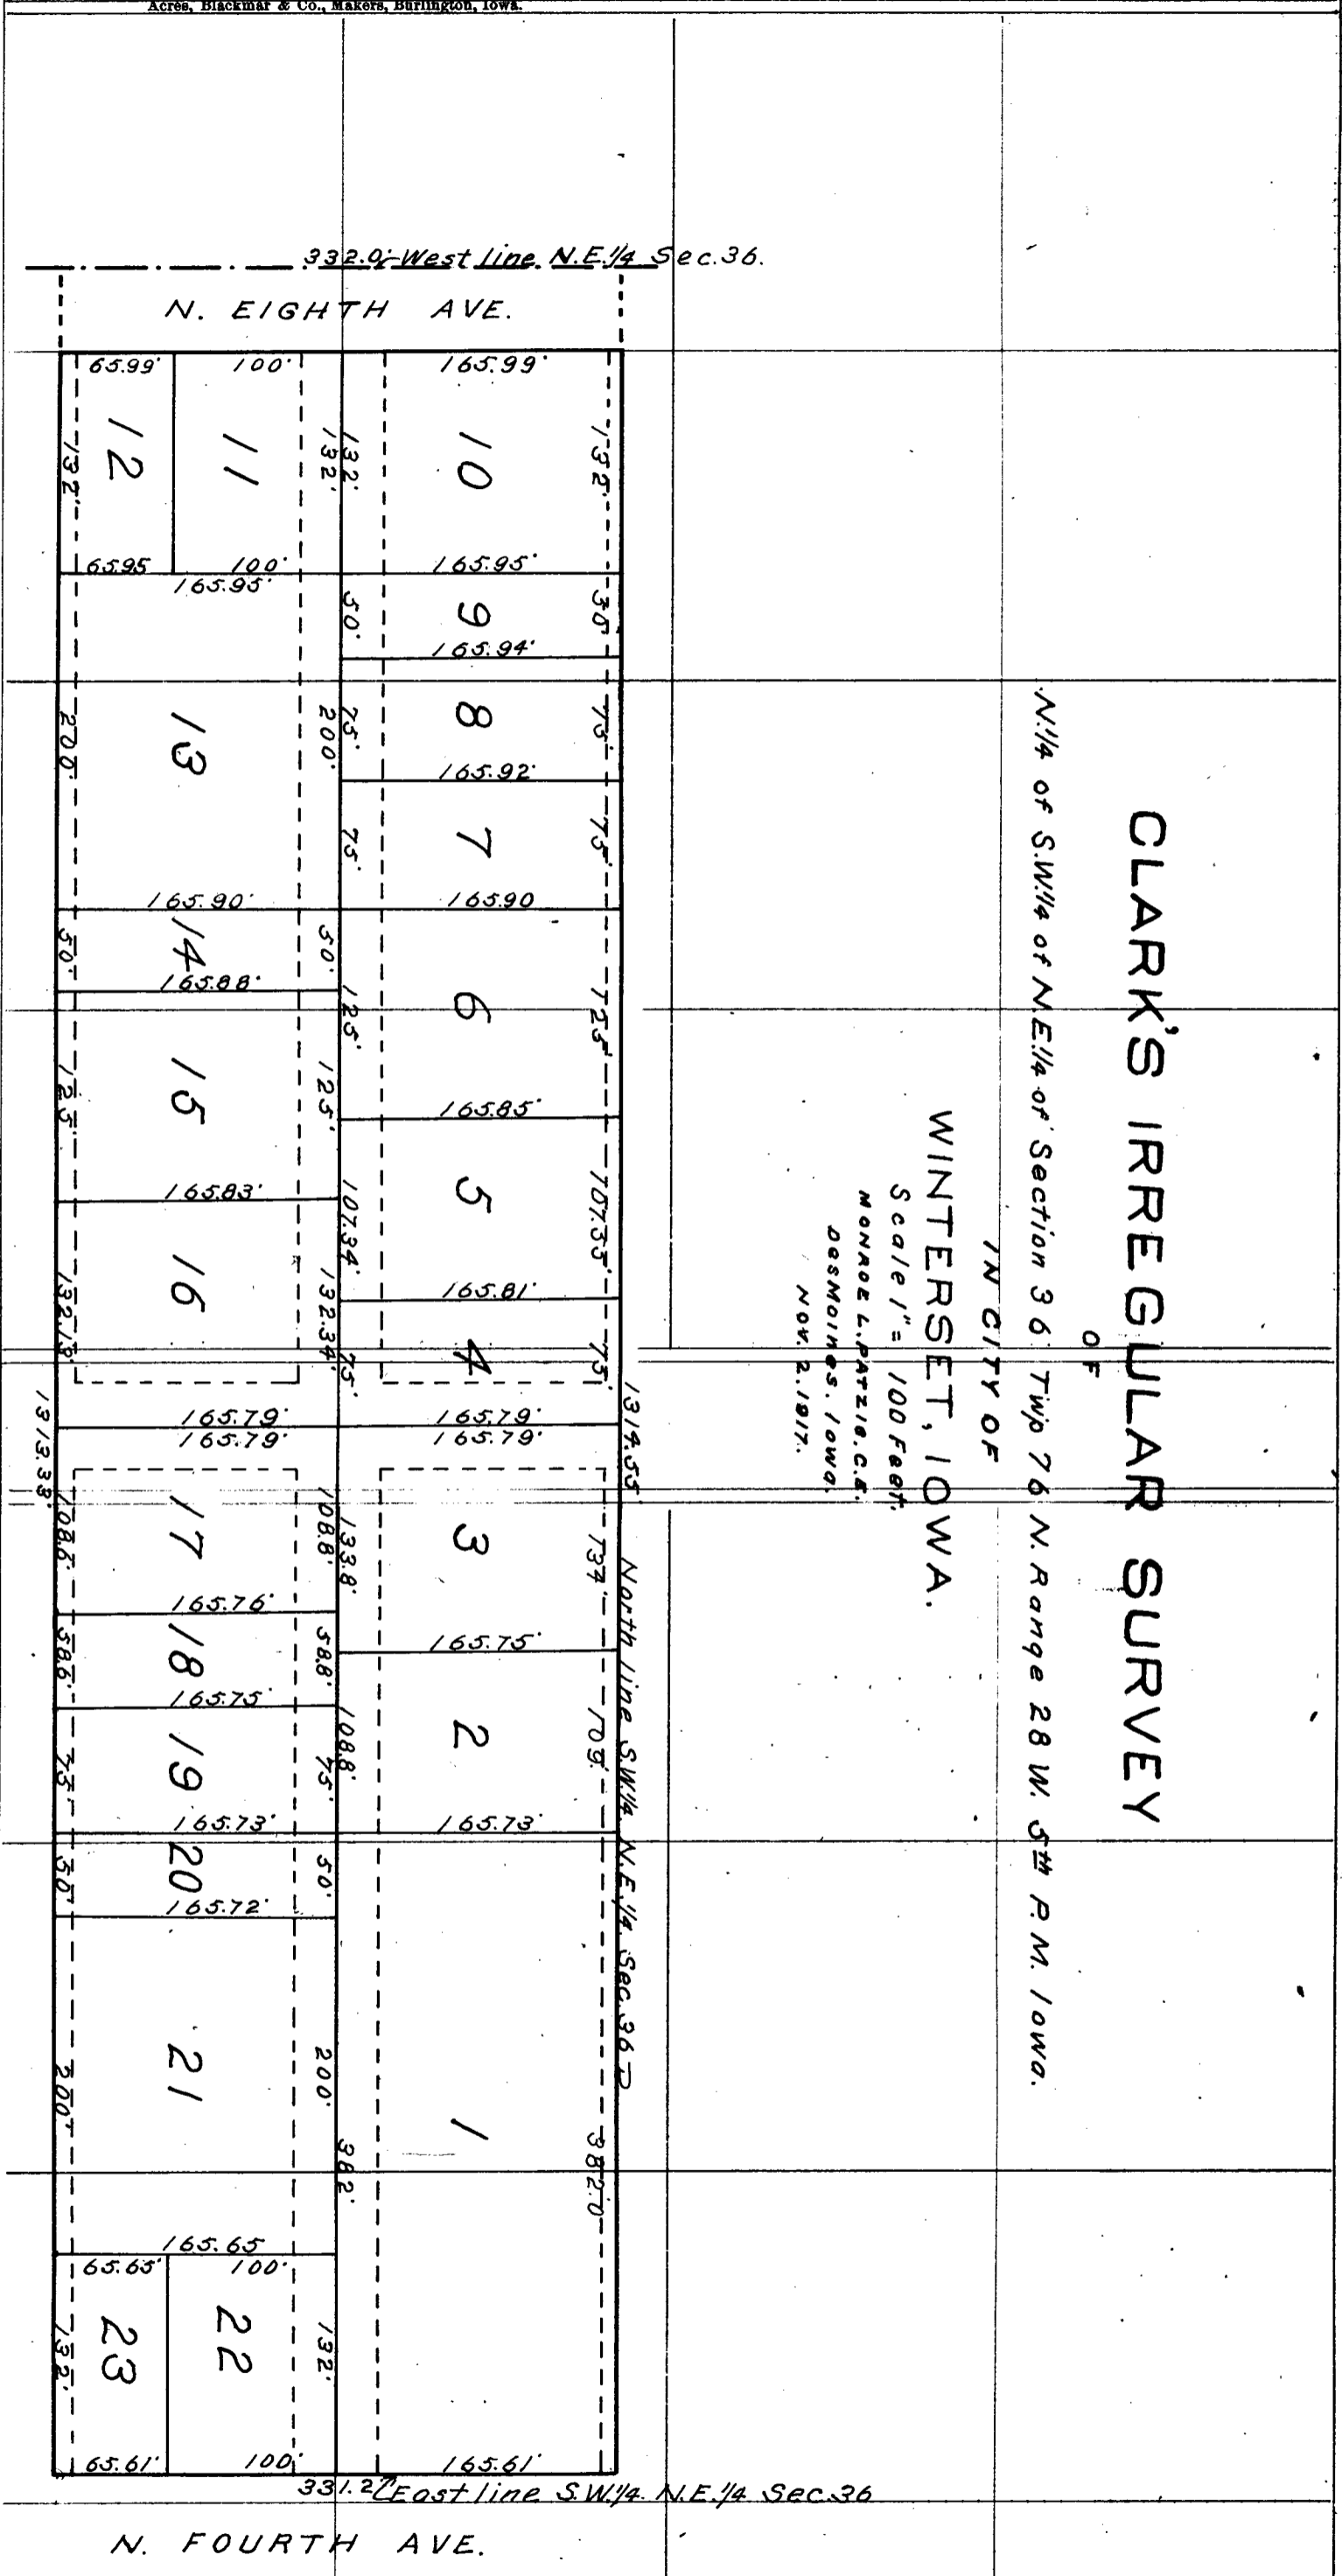 Acres, Blackmar & Co., Makers, Burlington, Iowa.
CLARK'S IRREGULAR SURVEY
OF
N.1/4 of S.W.1/4 of N.E.1/4 of Section 36 Twp 76 N. Range 28 W. 5th P.M. Iowa.
IN CITY OF
WINTERSET, IOWA.
Scale 1" = 100 Feet.
MONROE L. PATZIG. C.E.
DesMoines. Iowa.
Nov. 2. 1917.
332.0' West line N.E.1/4 Sec.36.
N. EIGHTH AVE.
65.99' 100' 165.99'
12 11 10
132' 132' 132' 132'
65.95 100' 165.95'
165.95'
9
50' 50'
165.94'
13 8
200' 200' 75' 75'
165.92'
7
75' 75'
165.90' 165.90
14
50' 50'
165.88'
6
125' 125'
15
125' 125'
165.85'
165.83'
5
107.34' 107.35'
16
132.19' 132.34'
165.81'
4
75' 75'
165.79' 165.79'
165.79' 165.79'
1313.33'
1314.55'
North line S.W.1/4 N.E.1/4 Sec.36
17 3
108.8' 133.8' 134'
165.76'
18
58.8'
165.75'
165.75'
19 2
75' 75' 108.8' 109'
165.73' 165.73'
20
50' 50'
165.72'
21 1
200' 200' 382' 382.0'
165.65
65.65' 100'
23 22
132' 132'
65.61' 100' 165.61'
331.27' East line S.W.1/4 N.E.1/4 Sec.36
N. FOURTH AVE.